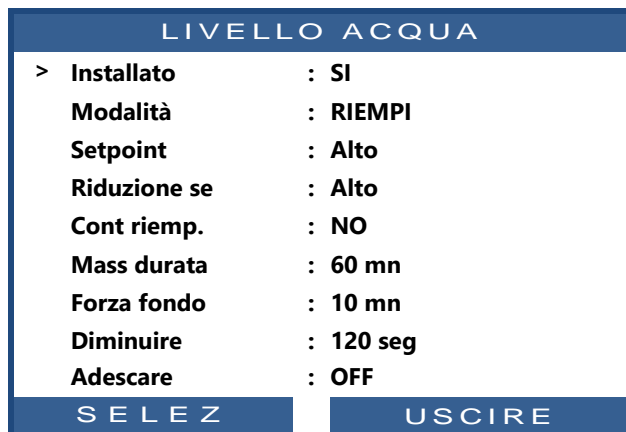 LIVELLO ACQUA
> Installato : SI
Modalità : RIEMPI
Setpoint : Alto
Riduzione se : Alto
Cont riemp. : NO
Mass durata : 60 mn
Forza fondo : 10 mn
Diminuire : 120 seg
Adescare : OFF
SELEZ USCIRE